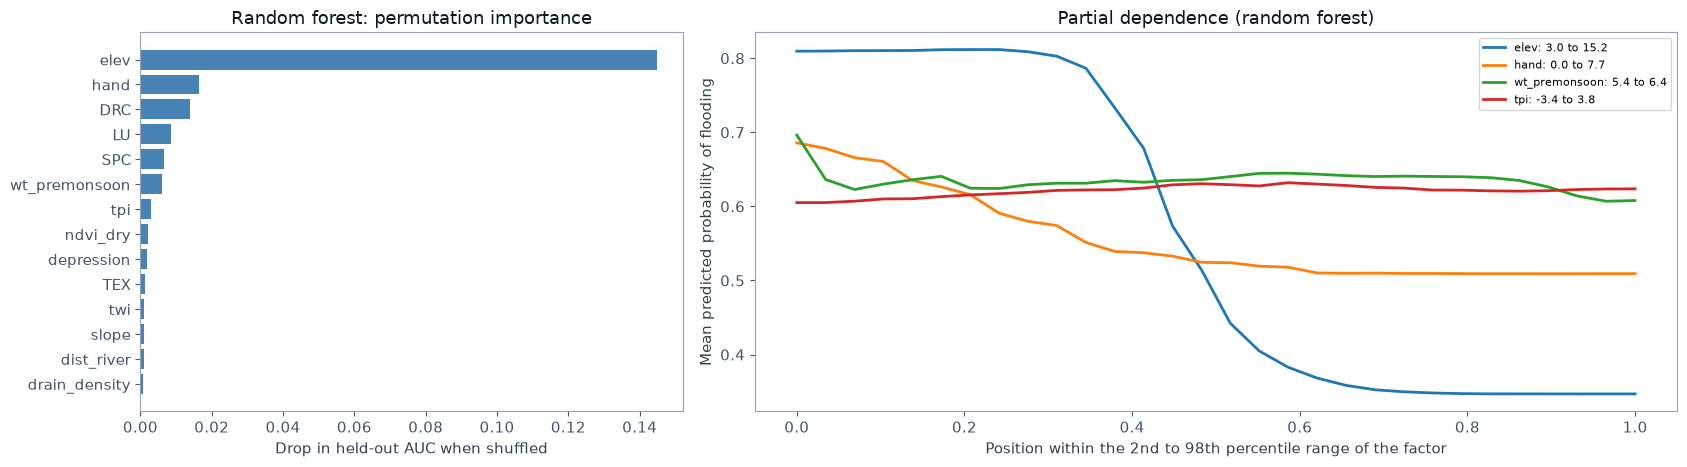 Random forest: permutation importance
elev
hand
DRC
LU
SPC
wt_premonsoon
tpi
ndvi_dry
depression
TEX
twi
slope
dist_river
drain_density
0.00 0.02 0.04 0.06 0.08 0.10 0.12 0.14
Drop in held-out AUC when shuffled
Partial dependence (random forest)
Mean predicted probability of flooding
0.8
0.7
0.6
0.5
0.4
elev: 3.0 to 15.2
hand: 0.0 to 7.7
wt_premonsoon: 5.4 to 6.4
tpi: -3.4 to 3.8
0.0 0.2 0.4 0.6 0.8 1.0
Position within the 2nd to 98th percentile range of the factor